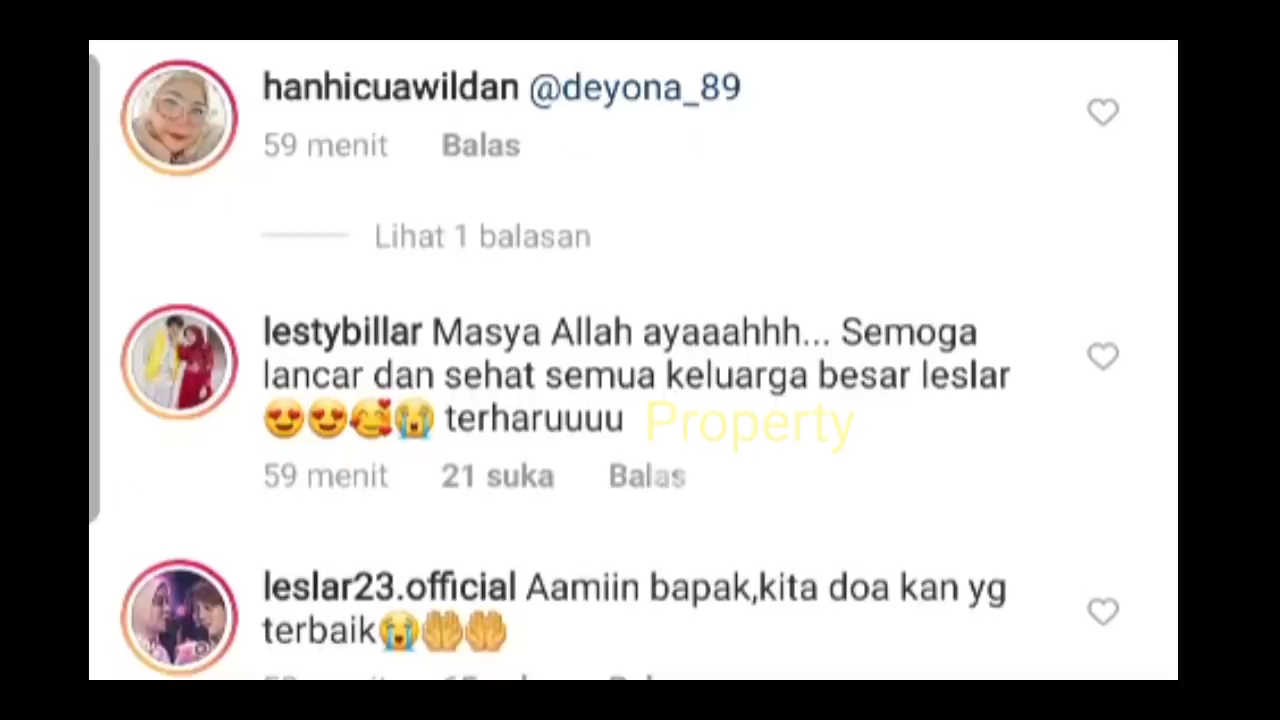 hanhicuawildan @deyona_89
59 menit Balas
Lihat 1 balasan
lestybillar Masya Allah ayaaahhh... Semoga
lancar dan sehat semua keluarga besar leslar
😍😍🥰😭 terharuuuu Property
59 menit 21 suka Balas
leslar23.official Aamiin bapak,kita doa kan yg
terbaik😭🤲🤲